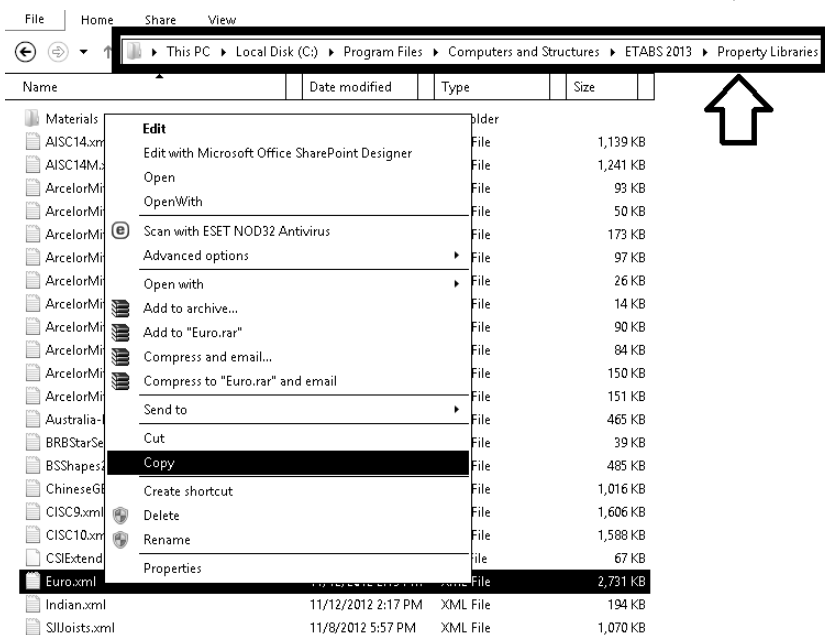 File Home Share View
This PC Local Disk (C:) Program Files Computers and Structures ETABS 2013 Property Libraries
Name Date modified Type Size
Materials older
AISC14.xm File 1,139 KB
AISC14M.x File 1,241 KB
ArcelorMi File 93 KB
ArcelorMi File 50 KB
ArcelorMi File 173 KB
ArcelorMi File 97 KB
ArcelorMi File 26 KB
ArcelorMi File 14 KB
ArcelorMi File 90 KB
ArcelorMi File 84 KB
ArcelorMi File 150 KB
ArcelorMi File 151 KB
Australia- File 465 KB
BRBStarSe File 39 KB
BSShapes2 File 485 KB
ChineseGB File 1,016 KB
CISC9.xml File 1,606 KB
CISC10.xm File 1,588 KB
CSIExtend ile 67 KB
Euro.xml File 2,731 KB
Indian.xml 11/12/2012 2:17 PM XML File 194 KB
SJIJoists.xml 11/8/2012 5:57 PM XML File 1,070 KB
Edit
Edit with Microsoft Office SharePoint Designer
Open
OpenWith
Scan with ESET NOD32 Antivirus
Advanced options
Open with
Add to archive...
Add to "Euro.rar"
Compress and email...
Compress to "Euro.rar" and email
Send to
Cut
Copy
Create shortcut
Delete
Rename
Properties